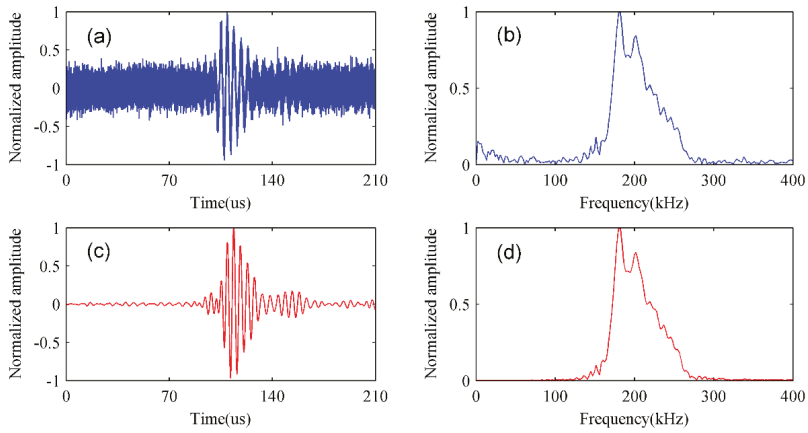 (a)
Normalized amplitude
1
0.5
0
-0.5
-1
0 70 140 210
Time(us)
(b)
Normalized amplitude
1
0.5
0
0 100 200 300 400
Frequency(kHz)
(c)
Normalized amplitude
1
0.5
0
-0.5
-1
0 70 140 210
Time(us)
(d)
Normalized amplitude
1
0.5
0
0 100 200 300 400
Frequency(kHz)